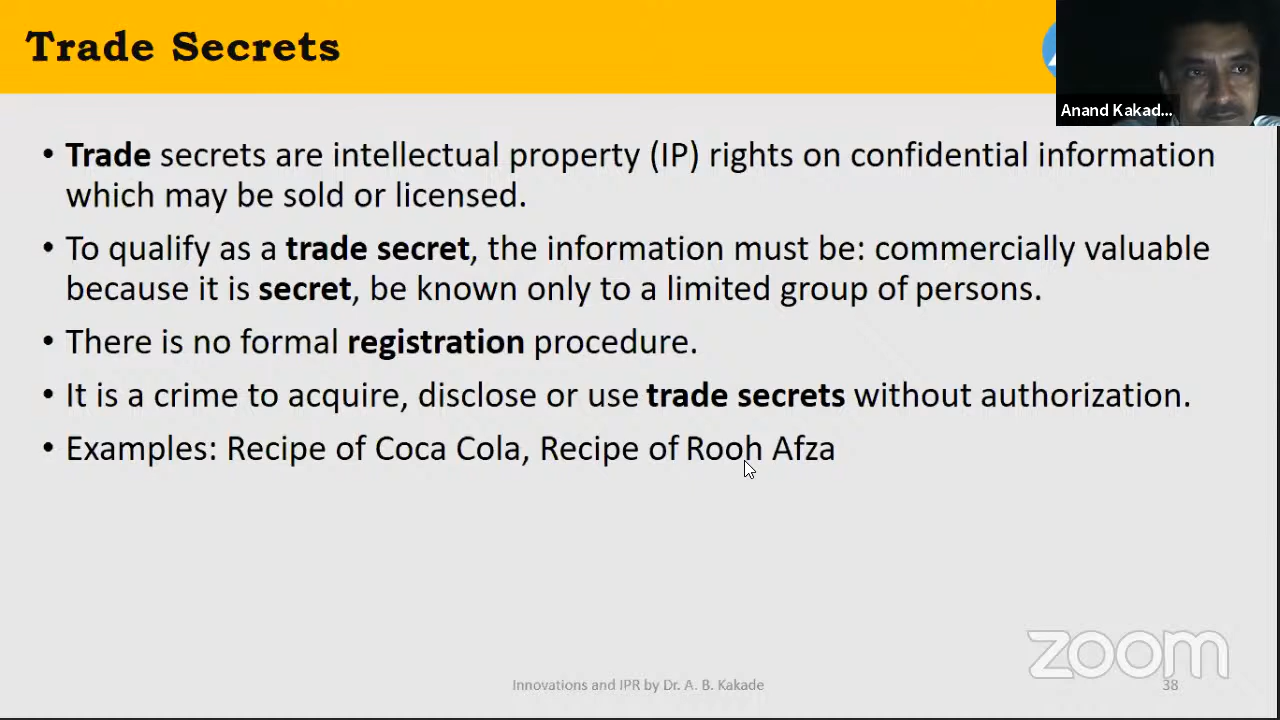 Trade Secrets
Anand Kakad...
• Trade secrets are intellectual property (IP) rights on confidential information
which may be sold or licensed.
• To qualify as a trade secret, the information must be: commercially valuable
because it is secret, be known only to a limited group of persons.
• There is no formal registration procedure.
• It is a crime to acquire, disclose or use trade secrets without authorization.
• Examples: Recipe of Coca Cola, Recipe of Rooh Afza
zoom
Innovations and IPR by Dr. A. B. Kakade
38